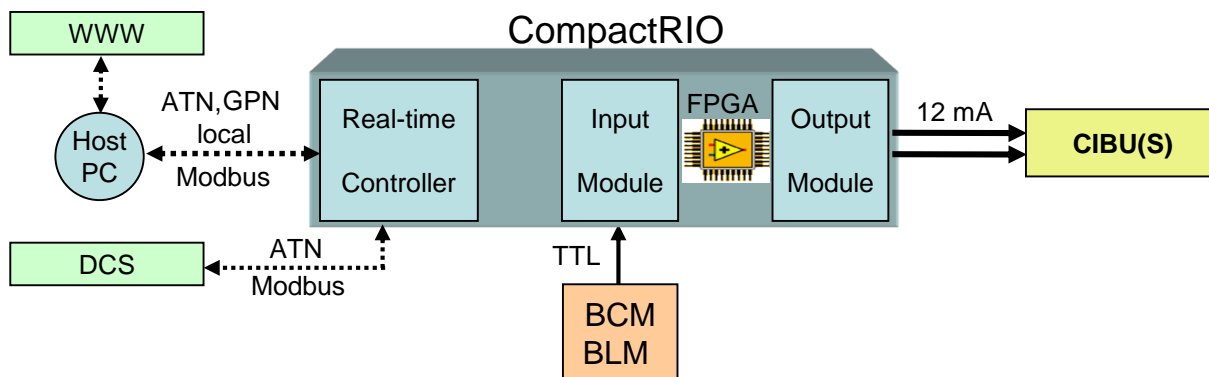 WWW
CompactRIO
ATN,GPN
local
Modbus
Host
PC
Real-time
Controller
Input
Module
FPGA
Output
Module
12 mA
CIBU(S)
DCS
ATN
Modbus
TTL
BCM
BLM